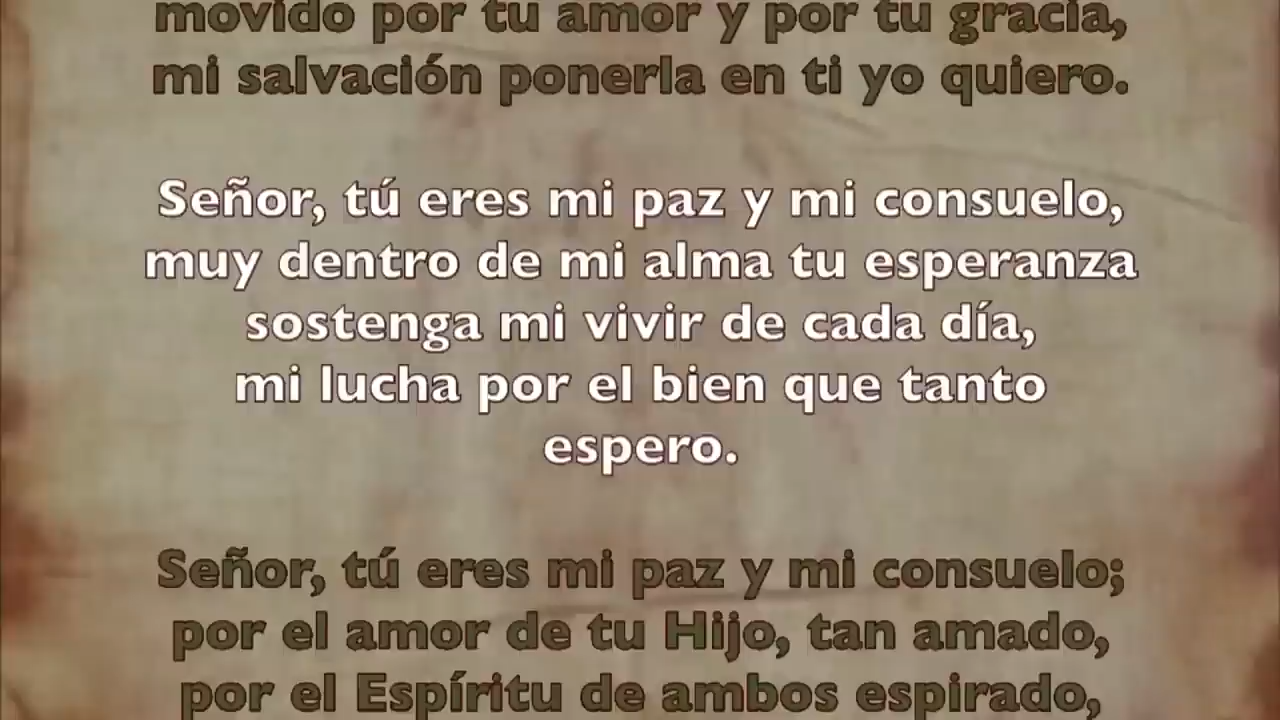 movido por tu amor y por tu gracia,
mi salvación ponerla en ti yo quiero.
Señor, tú eres mi paz y mi consuelo,
muy dentro de mi alma tu esperanza
sostenga mi vivir de cada día,
mi lucha por el bien que tanto
espero.
Señor, tú eres mi paz y mi consuelo;
por el amor de tu Hijo, tan amado,
por el Espíritu de ambos espirado,